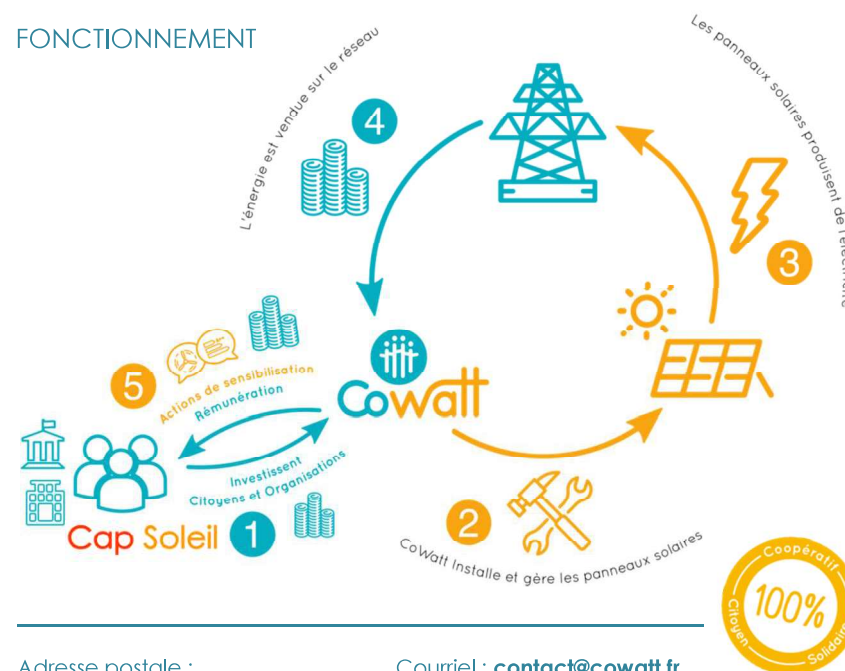 FONCTIONNEMENT
L'énergie est vendue sur le réseau
4
Les panneaux solaires produisent de l'électricité
3
5
Actions de sensibilisation
Rémunération
CoWatt
Investissent
Citoyens et Organisations
Cap Soleil
1
2
CoWatt Installe et gère les panneaux solaires
Coopératif
100%
Citoyen
Solidaire
Adresse postale :
Courriel : contact@cowatt.fr